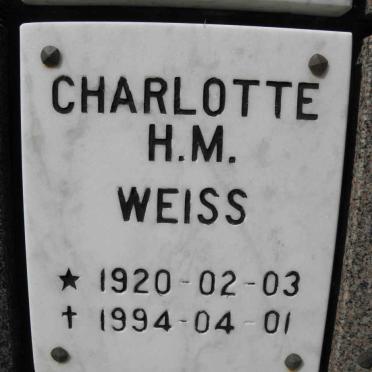 CHARLOTTE
H.M.
WEISS
★ 1920-02-03
† 1994-04-01